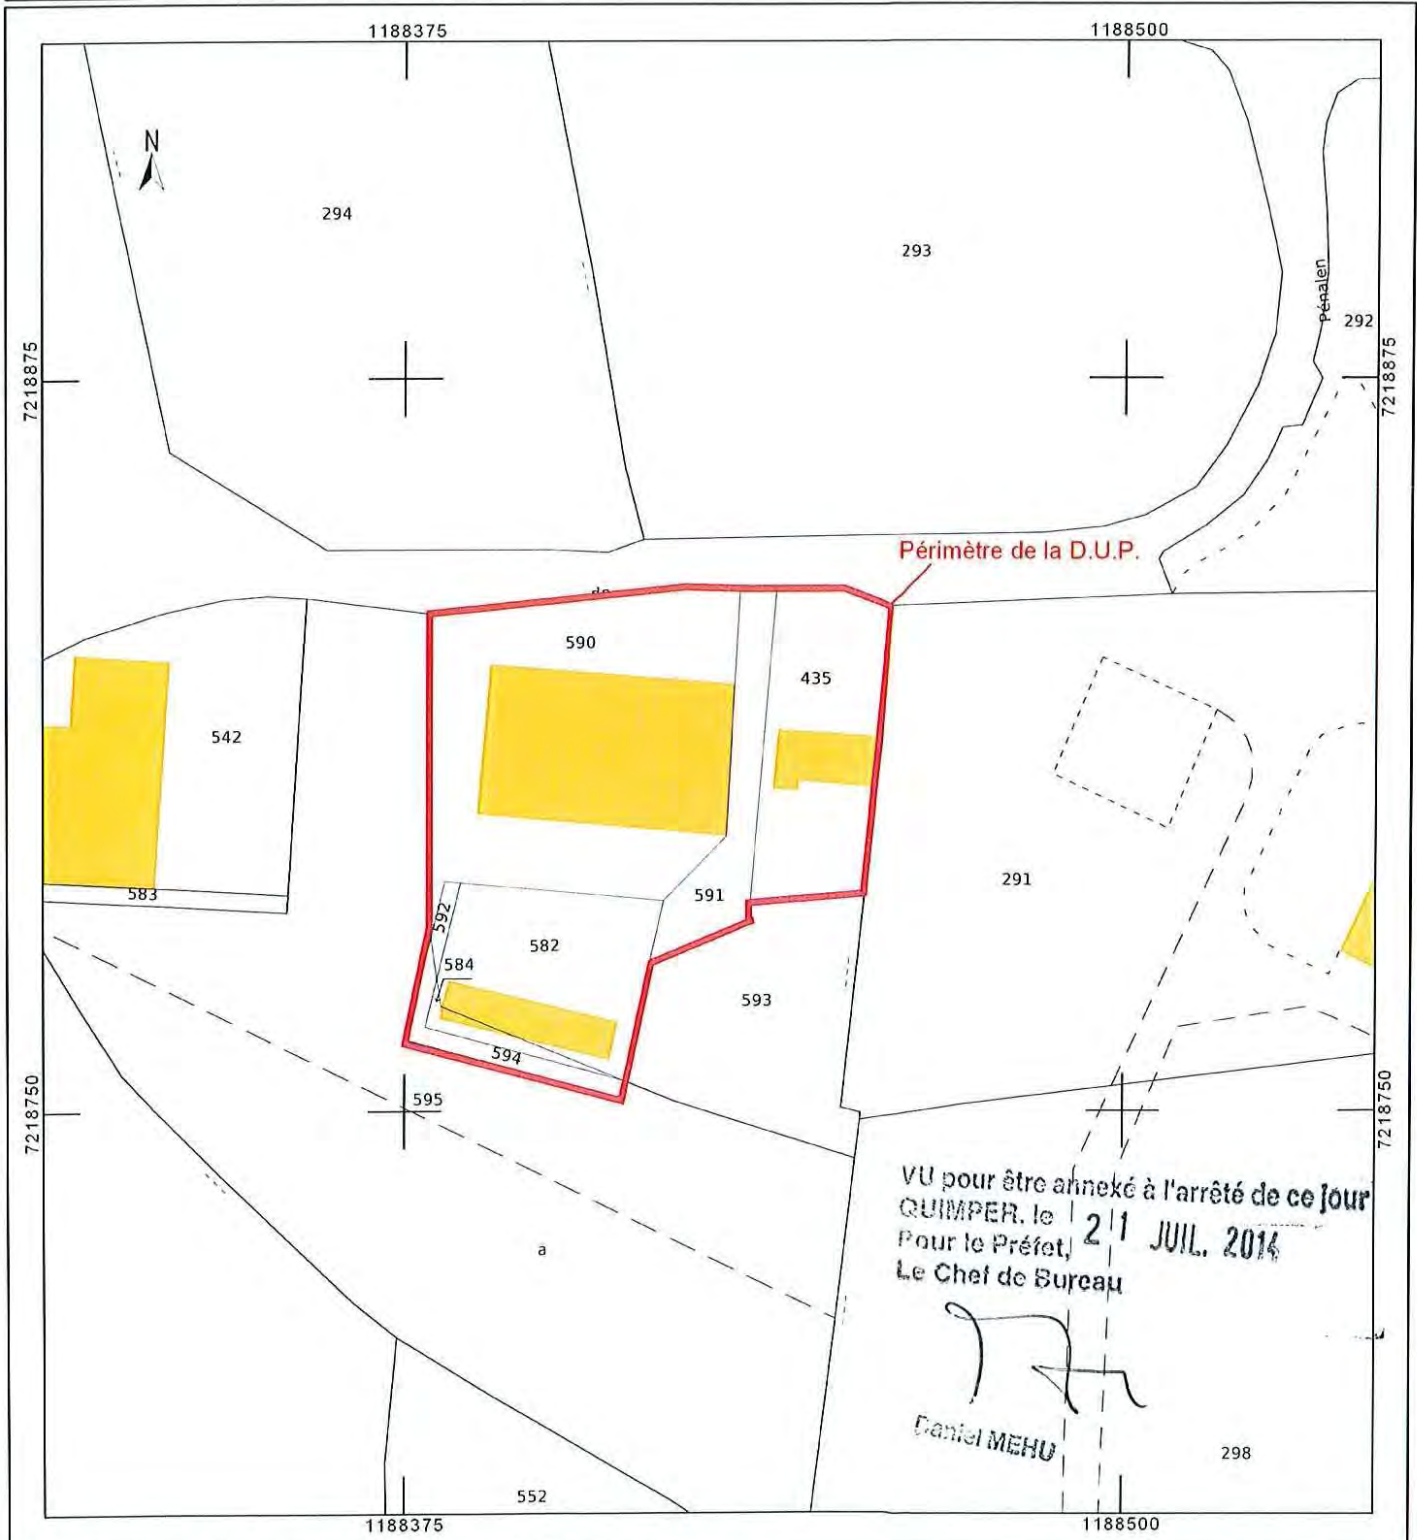 1188375
1188500
N
294
293
Pénalen
292
7218875
7218875
Périmètre de la D.U.P.
de
590
435
542
583
591
291
592
582
584
593
594
595
7218750
7218750
VU pour être annexé à l'arrêté de ce jour
QUIMPER, le 21 JUIL. 2014
Pour le Préfet,
Le Chef de Bureau
a
Daniel MEHU
298
552
1188375
1188500